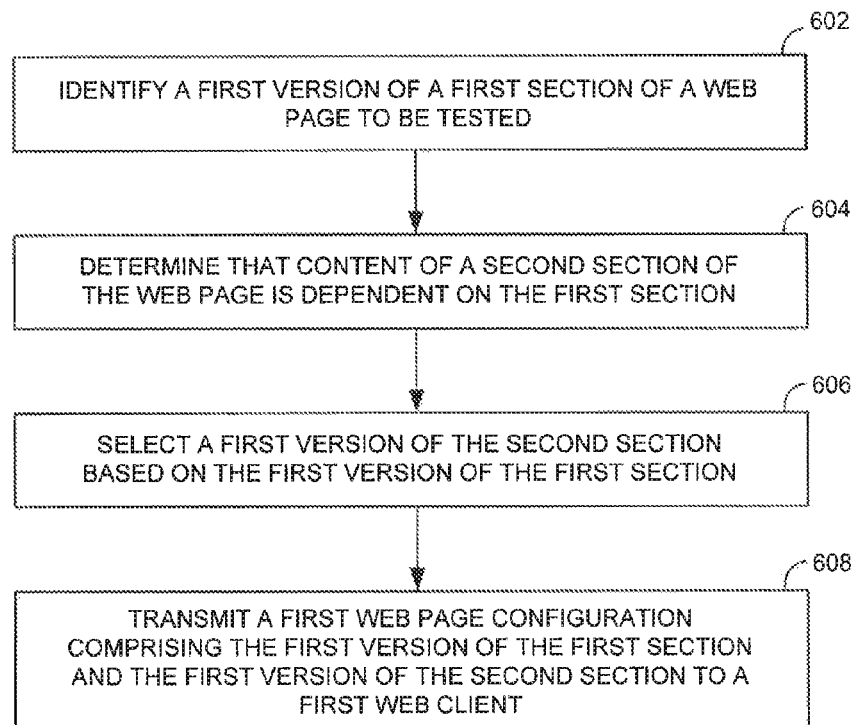 602
IDENTIFY A FIRST VERSION OF A FIRST SECTION OF A WEB
PAGE TO BE TESTED
604
DETERMINE THAT CONTENT OF A SECOND SECTION OF
THE WEB PAGE IS DEPENDENT ON THE FIRST SECTION
606
SELECT A FIRST VERSION OF THE SECOND SECTION
BASED ON THE FIRST VERSION OF THE FIRST SECTION
608
TRANSMIT A FIRST WEB PAGE CONFIGURATION
COMPRISING THE FIRST VERSION OF THE FIRST SECTION
AND THE FIRST VERSION OF THE SECOND SECTION TO A
FIRST WEB CLIENT